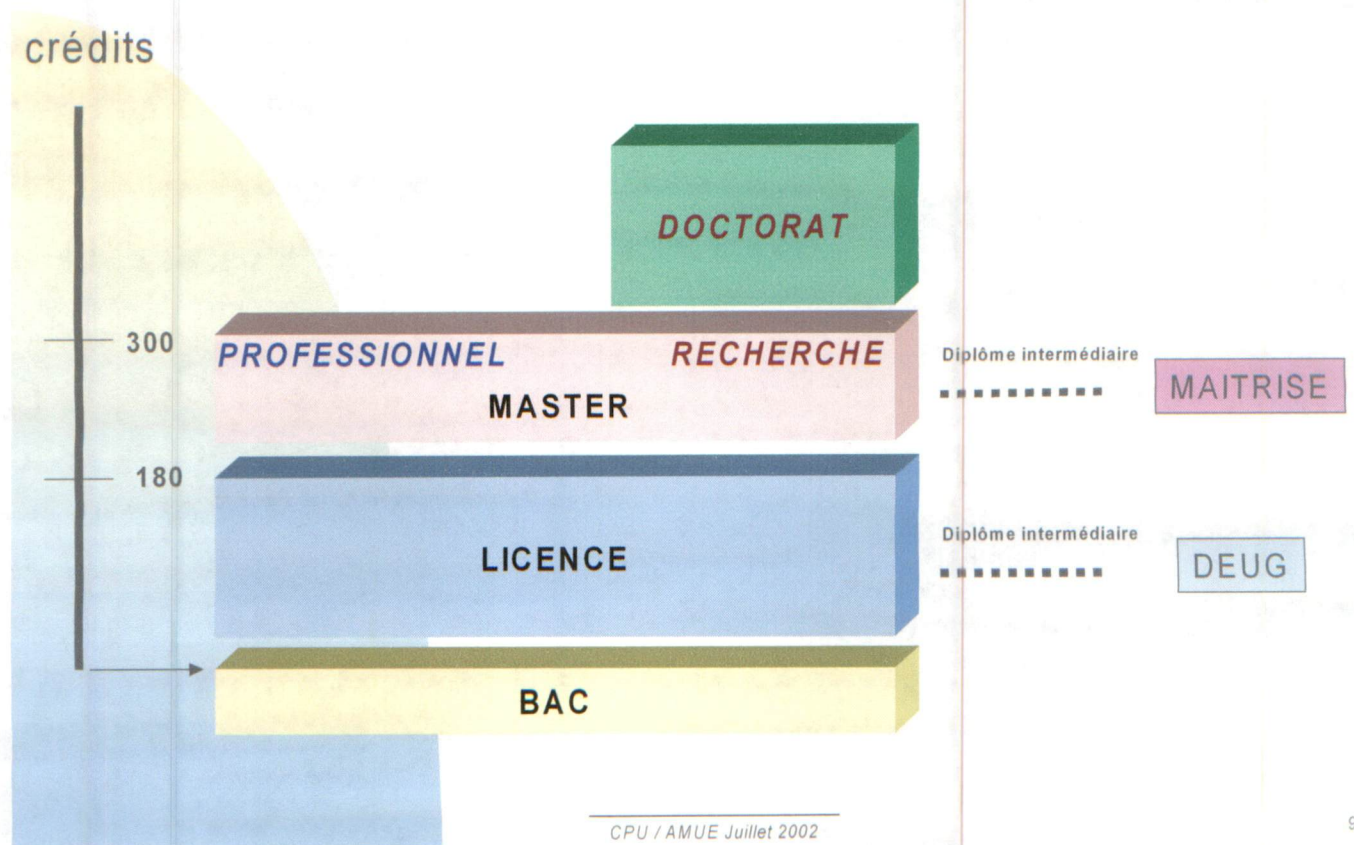 crédits
DOCTORAT
300
PROFESSIONNEL
RECHERCHE
MASTER
Diplôme intermédiaire
MAITRISE
180
LICENCE
Diplôme intermédiaire
DEUG
BAC
CPU / AMUE Juillet 2002
9